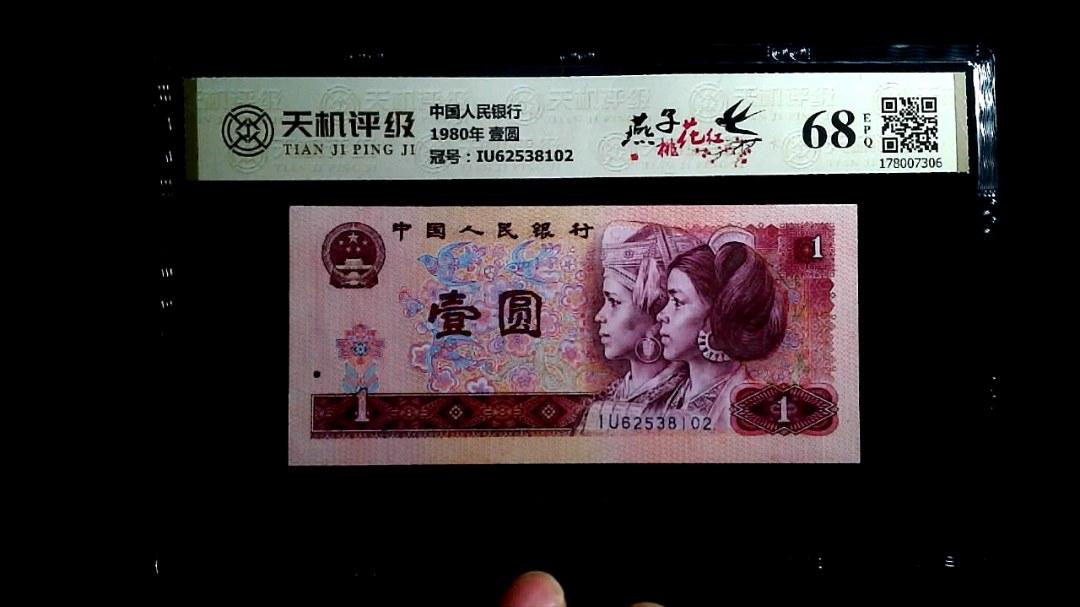 天机评级
TIAN JI PING JI
中国人民银行
1980年 壹圆
冠号：IU62538102
燕子
桃花红
68
EPQ
178007306
中国人民银行
1
壹圆
1
IU62538102
1